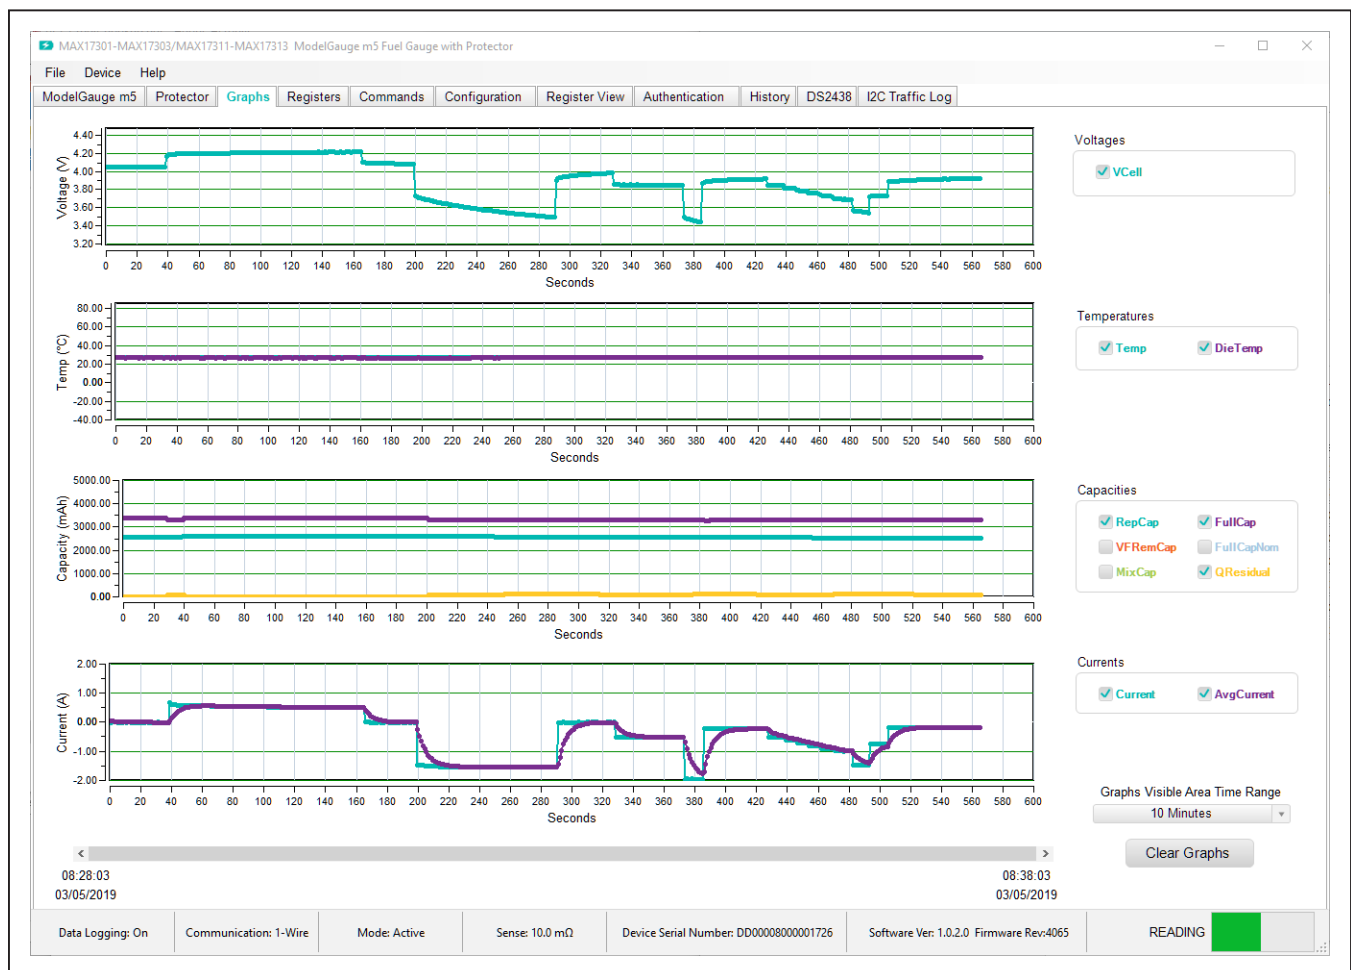 MAX17301-MAX17303/MAX17311-MAX17313 ModelGauge m5 Fuel Gauge with Protector
File Device Help
ModelGauge m5 Protector Graphs Registers Commands Configuration Register View Authentication History DS2438 I2C Traffic Log
Voltage (V)
4.40
4.20
4.00
3.80
3.60
3.40
3.20
0 20 40 60 80 100 120 140 160 180 200 220 240 260 280 300 320 340 360 380 400 420 440 460 480 500 520 540 560 580 600
Seconds
Voltages
VCell
Temp (°C)
80.00
60.00
40.00
20.00
0.00
-20.00
-40.00
0 20 40 60 80 100 120 140 160 180 200 220 240 260 280 300 320 340 360 380 400 420 440 460 480 500 520 540 560 580 600
Seconds
Temperatures
Temp DieTemp
Capacity (mAh)
5000.00
4000.00
3000.00
2000.00
1000.00
0.00
0 20 40 60 80 100 120 140 160 180 200 220 240 260 280 300 320 340 360 380 400 420 440 460 480 500 520 540 560 580 600
Seconds
Capacities
RepCap FullCap
VFRemCap FullCapNom
MixCap QResidual
Current (A)
2.00
1.00
0.00
-1.00
-2.00
0 20 40 60 80 100 120 140 160 180 200 220 240 260 280 300 320 340 360 380 400 420 440 460 480 500 520 540 560 580 600
Seconds
Currents
Current AvgCurrent
Graphs Visible Area Time Range
10 Minutes
Clear Graphs
08:28:03 08:38:03
03/05/2019 03/05/2019
Data Logging: On Communication: 1-Wire Mode: Active Sense: 10.0 mΩ Device Serial Number: DD00008000001726 Software Ver: 1.0.2.0 Firmware Rev:4065 READING